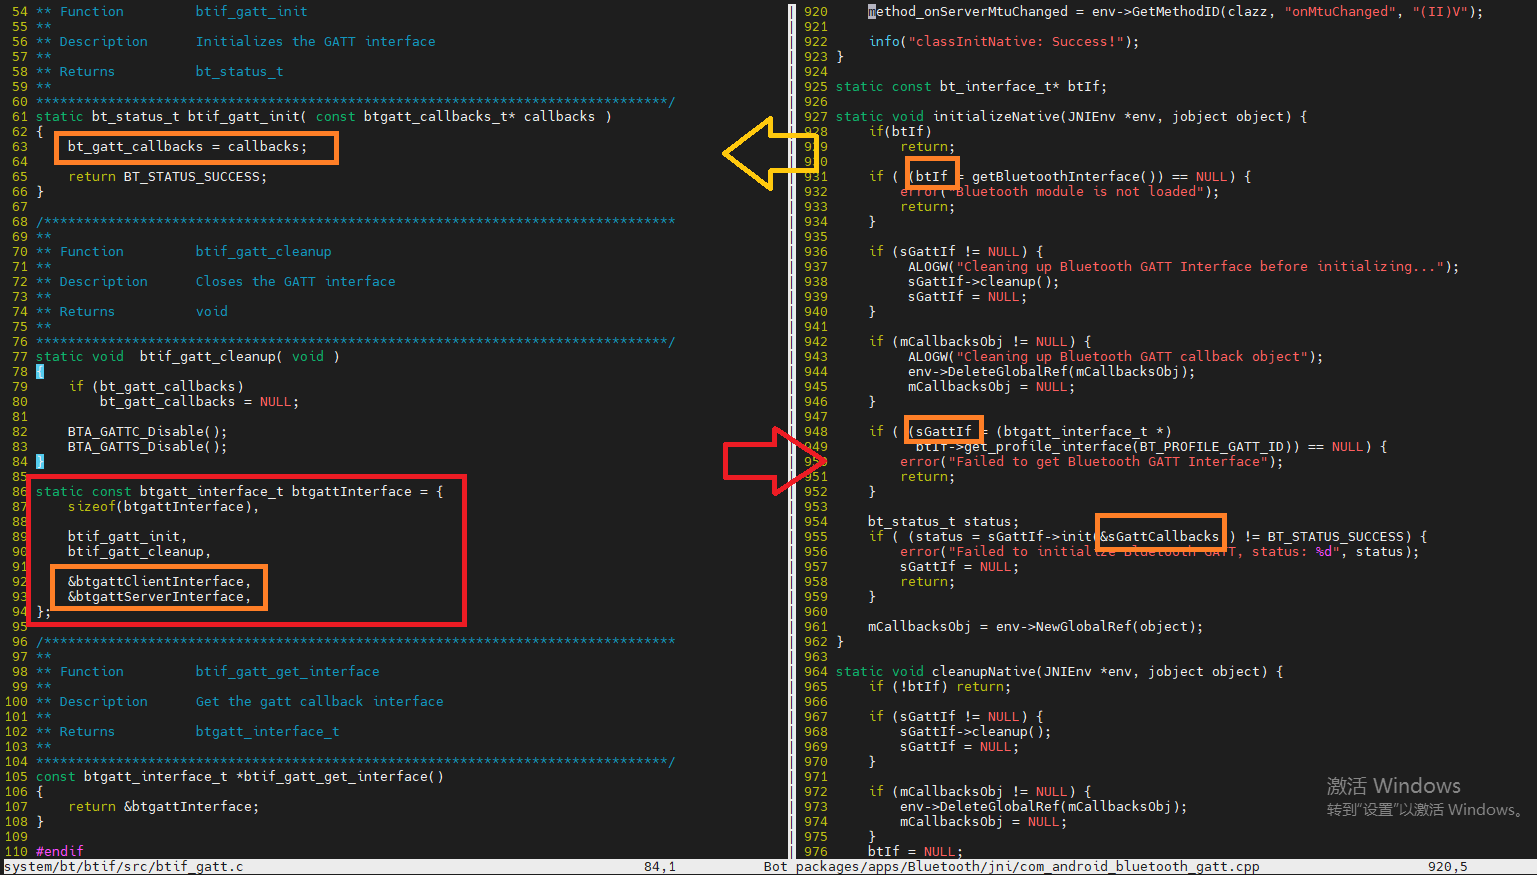 54 ** Function         btif_gatt_init
55 **
56 ** Description      Initializes the GATT interface
57 **
58 ** Returns          bt_status_t
59 **
60 *******************************************************************************/
61 static bt_status_t btif_gatt_init( const btgatt_callbacks_t* callbacks )
62 {
63     bt_gatt_callbacks = callbacks;
64
65     return BT_STATUS_SUCCESS;
66 }
67
68 /*******************************************************************************
69 **
70 ** Function         btif_gatt_cleanup
71 **
72 ** Description      Closes the GATT interface
73 **
74 ** Returns          void
75 **
76 *******************************************************************************/
77 static void  btif_gatt_cleanup( void )
78 {
79     if (bt_gatt_callbacks)
80         bt_gatt_callbacks = NULL;
81
82     BTA_GATTC_Disable();
83     BTA_GATTS_Disable();
84 }
85
86 static const btgatt_interface_t btgattInterface = {
87     sizeof(btgattInterface),
88
89     btif_gatt_init,
90     btif_gatt_cleanup,
91
92     &btgattClientInterface,
93     &btgattServerInterface,
94 };
95
96 /*******************************************************************************
97 **
98 ** Function         btif_gatt_get_interface
99 **
100 ** Description      Get the gatt callback interface
101 **
102 ** Returns          btgatt_interface_t
103 **
104 *******************************************************************************/
105 const btgatt_interface_t *btif_gatt_get_interface()
106 {
107     return &btgattInterface;
108 }
109
110 #endif
system/bt/btif/src/btif_gatt.c 84,1 Bot
920     method_onServerMtuChanged = env->GetMethodID(clazz, "onMtuChanged", "(II)V");
921
922     info("classInitNative: Success!");
923 }
924
925 static const bt_interface_t* btIf;
926
927 static void initializeNative(JNIEnv *env, jobject object) {
928     if(btIf)
929         return;
930
931     if ( (btIf = getBluetoothInterface()) == NULL) {
932         error("Bluetooth module is not loaded");
933         return;
934     }
935
936     if (sGattIf != NULL) {
937          ALOGW("Cleaning up Bluetooth GATT Interface before initializing...");
938          sGattIf->cleanup();
939          sGattIf = NULL;
940     }
941
942     if (mCallbacksObj != NULL) {
943          ALOGW("Cleaning up Bluetooth GATT callback object");
944          env->DeleteGlobalRef(mCallbacksObj);
945          mCallbacksObj = NULL;
946     }
947
948     if ( (sGattIf = (btgatt_interface_t *)
949           btIf->get_profile_interface(BT_PROFILE_GATT_ID)) == NULL) {
950         error("Failed to get Bluetooth GATT Interface");
951         return;
952     }
953
954     bt_status_t status;
955     if ( (status = sGattIf->init(&sGattCallbacks)) != BT_STATUS_SUCCESS) {
956         error("Failed to initialize Bluetooth GATT, status: %d", status);
957         sGattIf = NULL;
958         return;
959     }
960
961     mCallbacksObj = env->NewGlobalRef(object);
962 }
963
964 static void cleanupNative(JNIEnv *env, jobject object) {
965     if (!btIf) return;
966
967     if (sGattIf != NULL) {
968         sGattIf->cleanup();
969         sGattIf = NULL;
970     }
971
972     if (mCallbacksObj != NULL) {
973         env->DeleteGlobalRef(mCallbacksObj);
974         mCallbacksObj = NULL;
975     }
976     btIf = NULL;
packages/apps/Bluetooth/jni/com_android_bluetooth_gatt.cpp 920,5
激活 Windows
转到"设置"以激活 Windows。